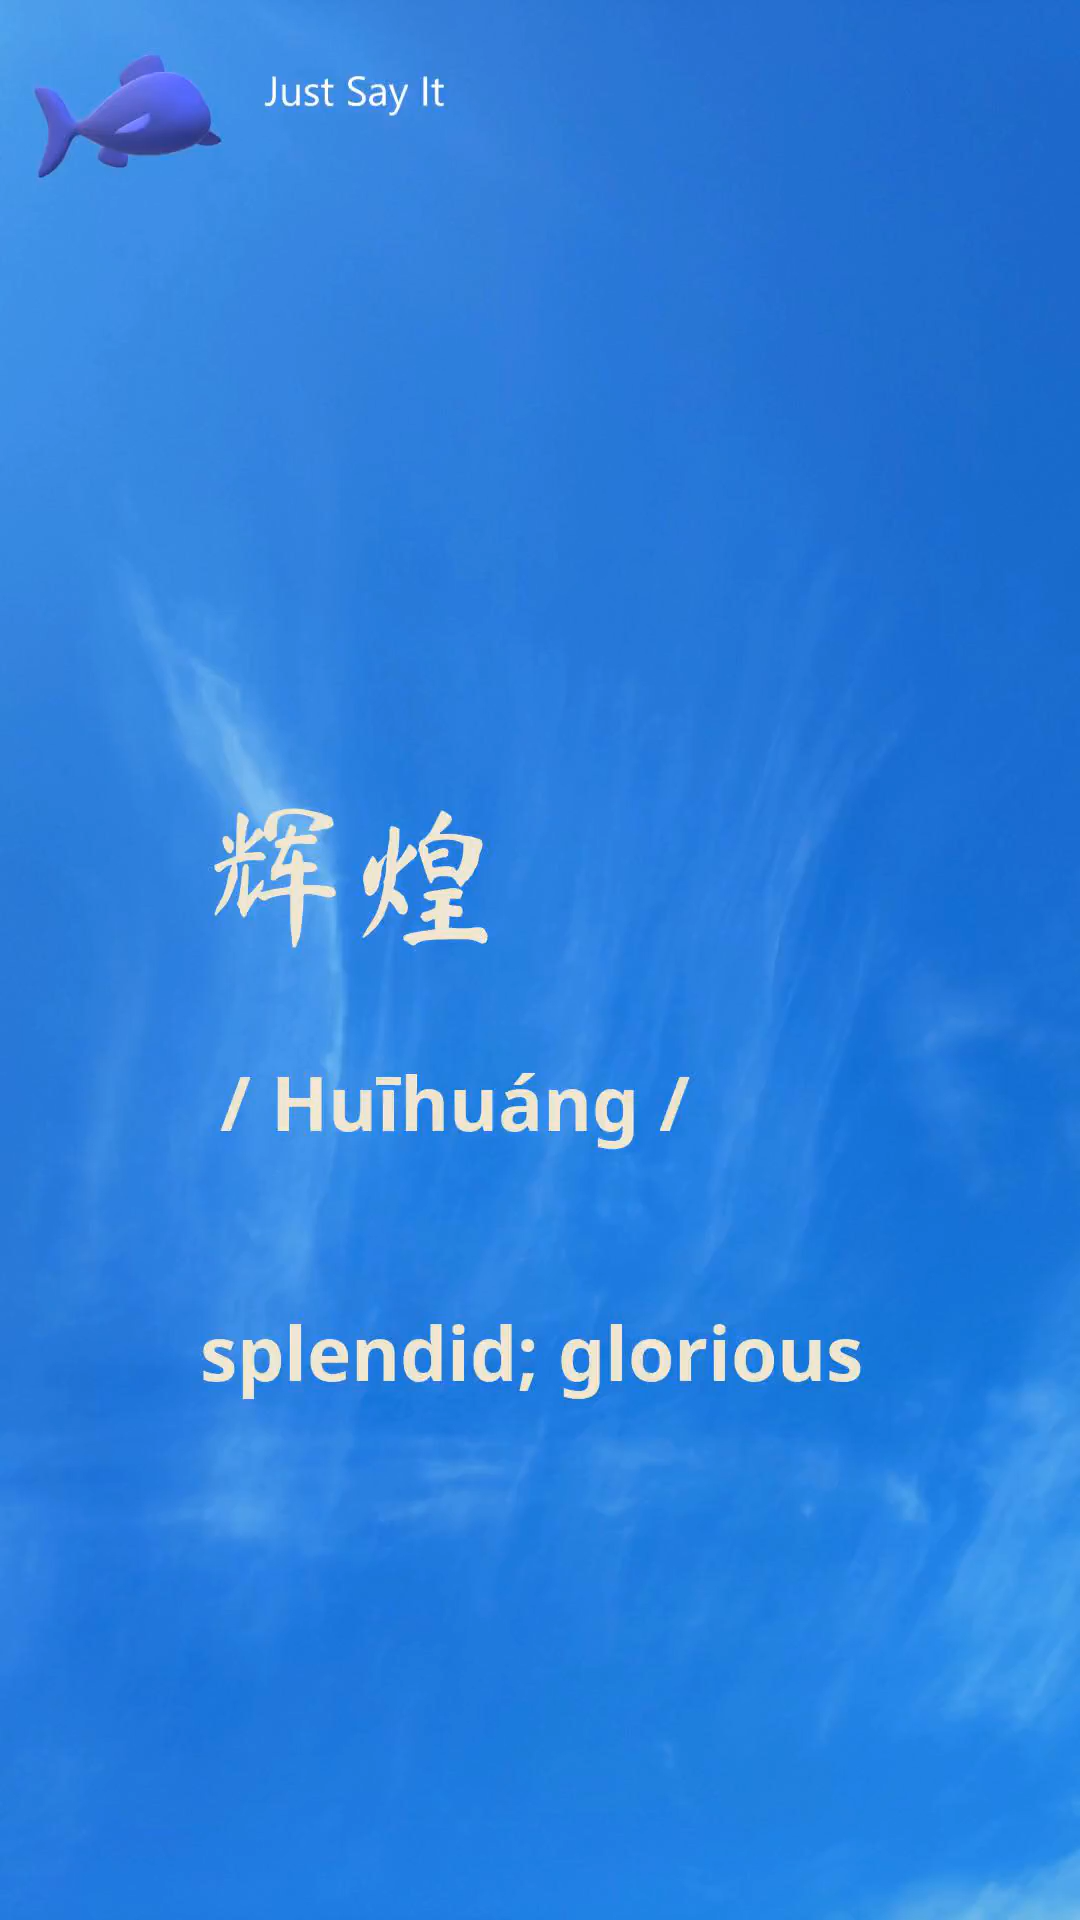 Just Say It
辉煌
/ Huīhuáng /
splendid; glorious